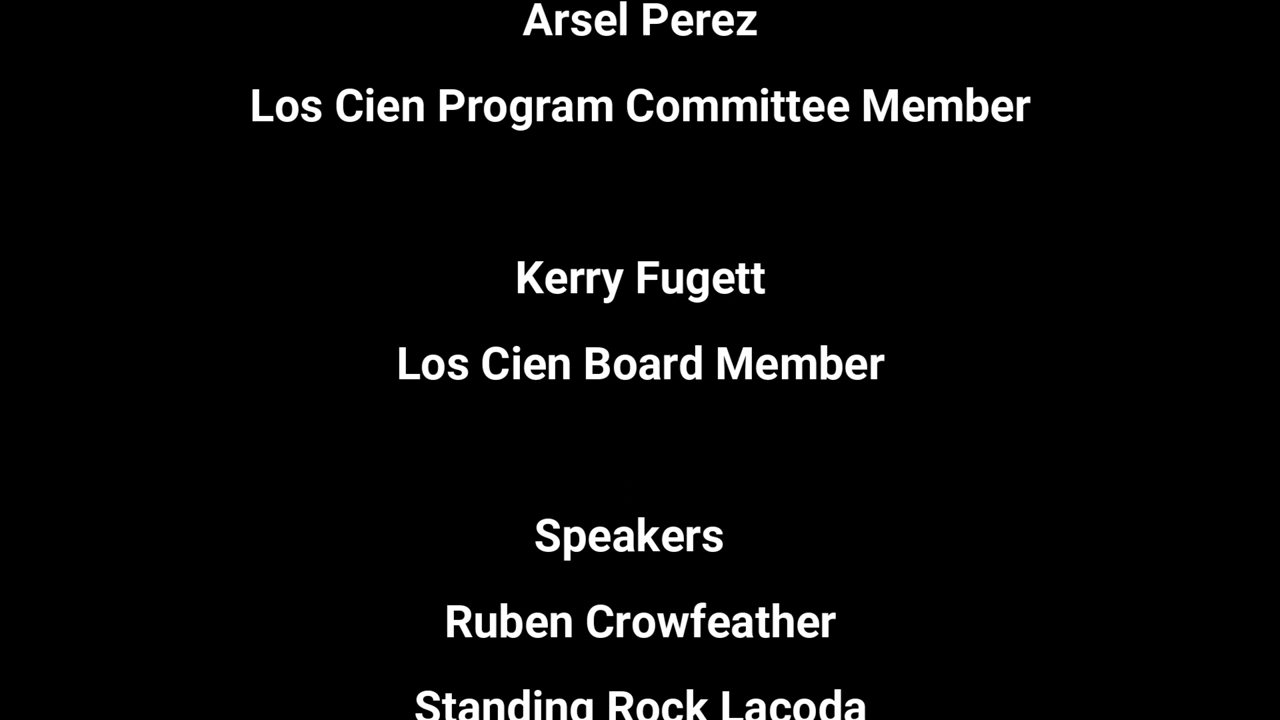 Arsel Perez
Los Cien Program Committee Member
Kerry Fugett
Los Cien Board Member
Speakers
Ruben Crowfeather
Standing Rock Lacoda